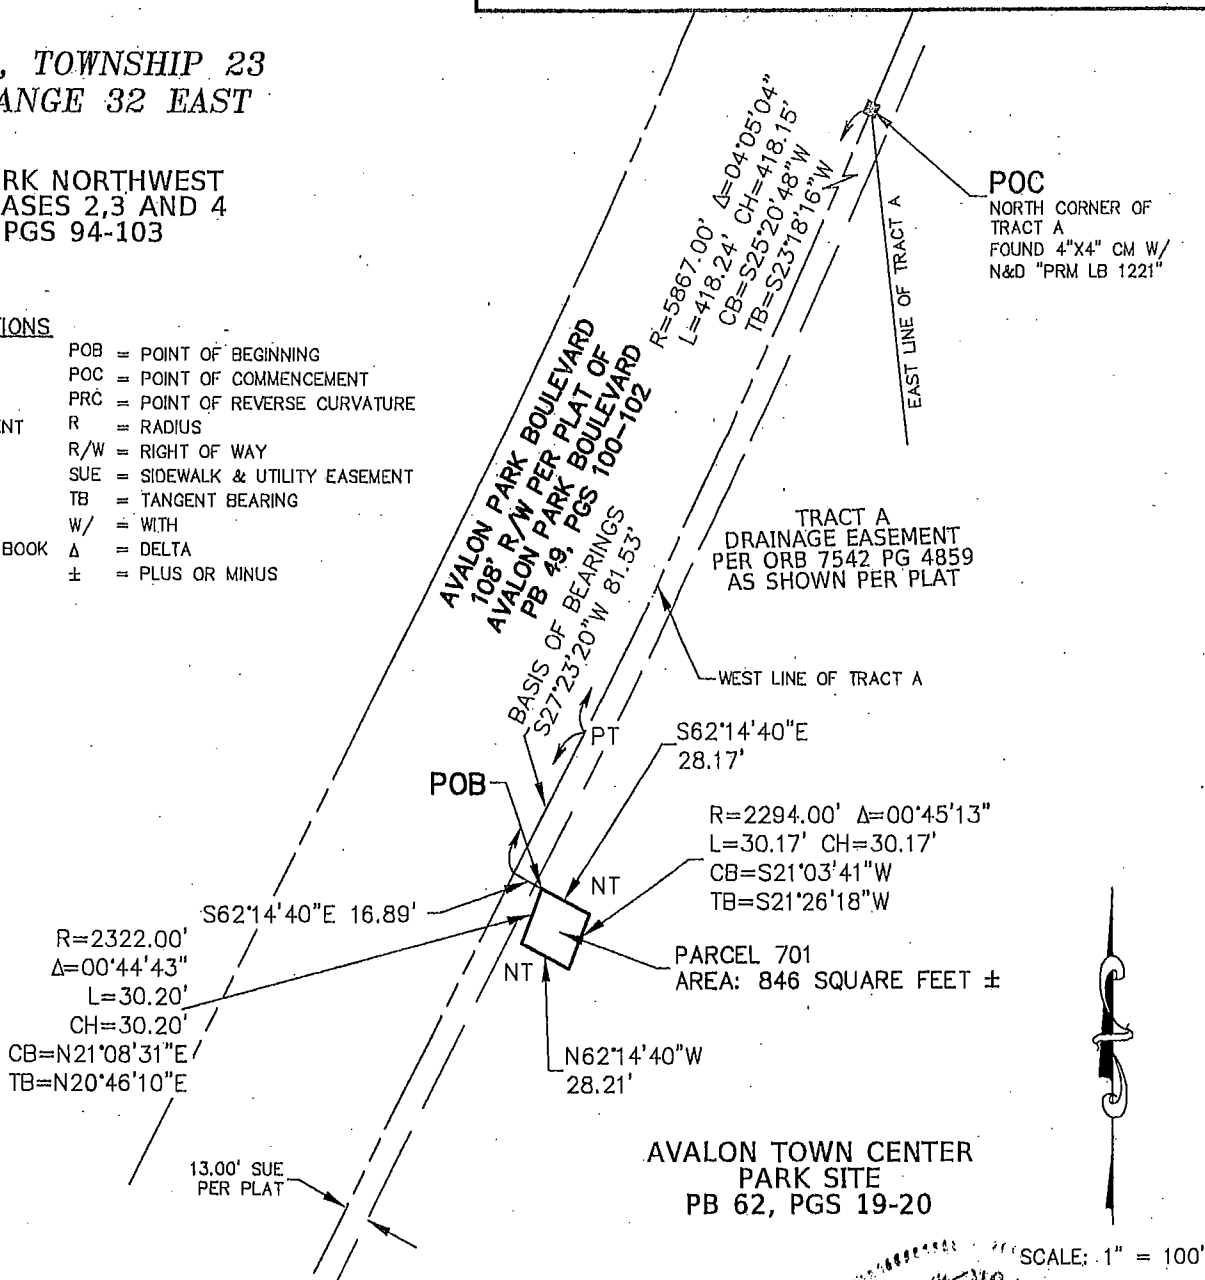 , TOWNSHIP 23
ANGE 32 EAST
RK NORTHWEST
ASES 2,3 AND 4
PGS 94-103
TIONS
POB = POINT OF BEGINNING
POC = POINT OF COMMENCEMENT
PRC = POINT OF REVERSE CURVATURE
ENT R = RADIUS
R/W = RIGHT OF WAY
SUE = SIDEWALK & UTILITY EASEMENT
TB = TANGENT BEARING
W/ = WITH
BOOK Δ = DELTA
± = PLUS OR MINUS
R=5867.00' Δ=04°05'04"
L=418.24' CH=418.15'
CB=S25°20'48"W
TB=S23°18'16"W
POC
NORTH CORNER OF
TRACT A
FOUND 4"X4" CM W/
N&D "PRM LB 1221"
EAST LINE OF TRACT A
AVALON PARK BOULEVARD
108' R/W PER PLAT OF
AVALON PARK BOULEVARD
PB 49, PGS 100-102
TRACT A
DRAINAGE EASEMENT
PER ORB 7542 PG 4859
AS SHOWN PER PLAT
BASIS OF BEARINGS
S27°23'20"W 81.53'
WEST LINE OF TRACT A
PT
S62°14'40"E
28.17'
POB
R=2294.00' Δ=00°45'13"
L=30.17' CH=30.17'
CB=S21°03'41"W
TB=S21°26'18"W
NT
S62°14'40"E 16.89'
R=2322.00'
Δ=00°44'43"
L=30.20'
CH=30.20'
CB=N21°08'31"E
TB=N20°46'10"E
NT
PARCEL 701
AREA: 846 SQUARE FEET ±
N62°14'40"W
28.21'
13.00' SUE
PER PLAT
AVALON TOWN CENTER
PARK SITE
PB 62, PGS 19-20
SCALE: 1" = 100'